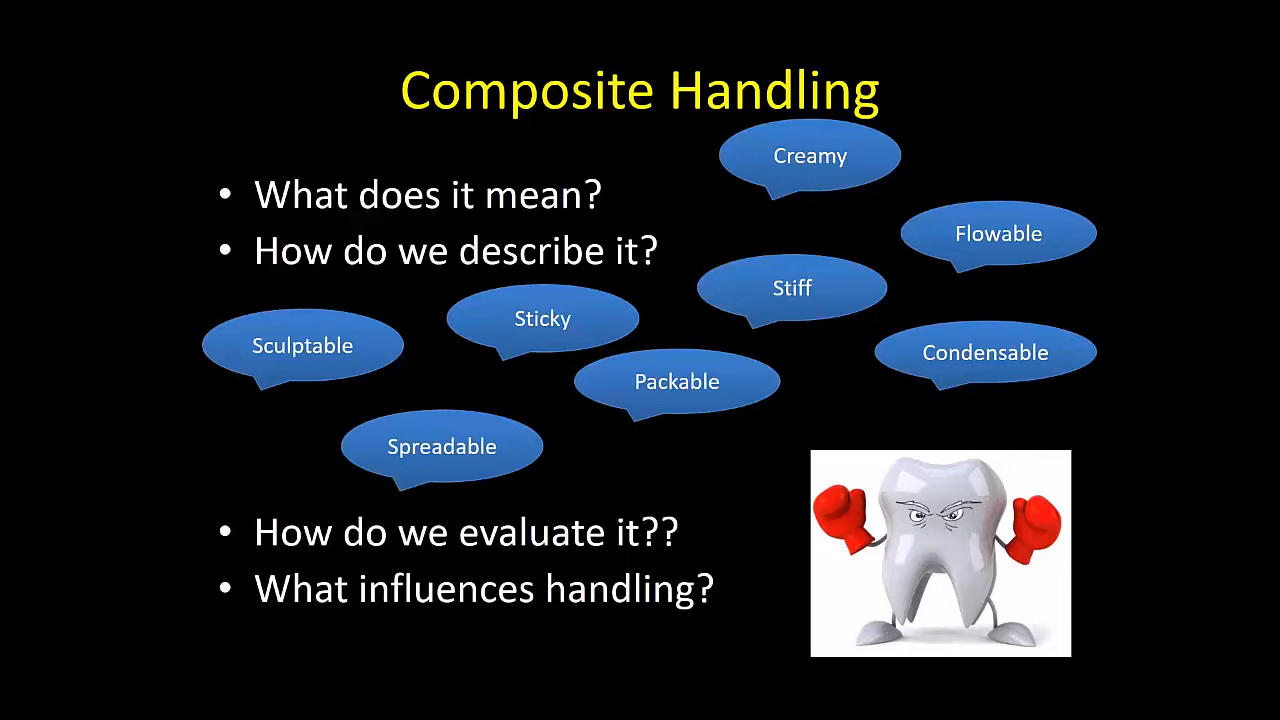 Composite Handling
Creamy
• What does it mean?
Flowable
• How do we describe it?
Stiff
Sticky
Sculptable
Condensable
Packable
Spreadable
• How do we evaluate it??
• What influences handling?